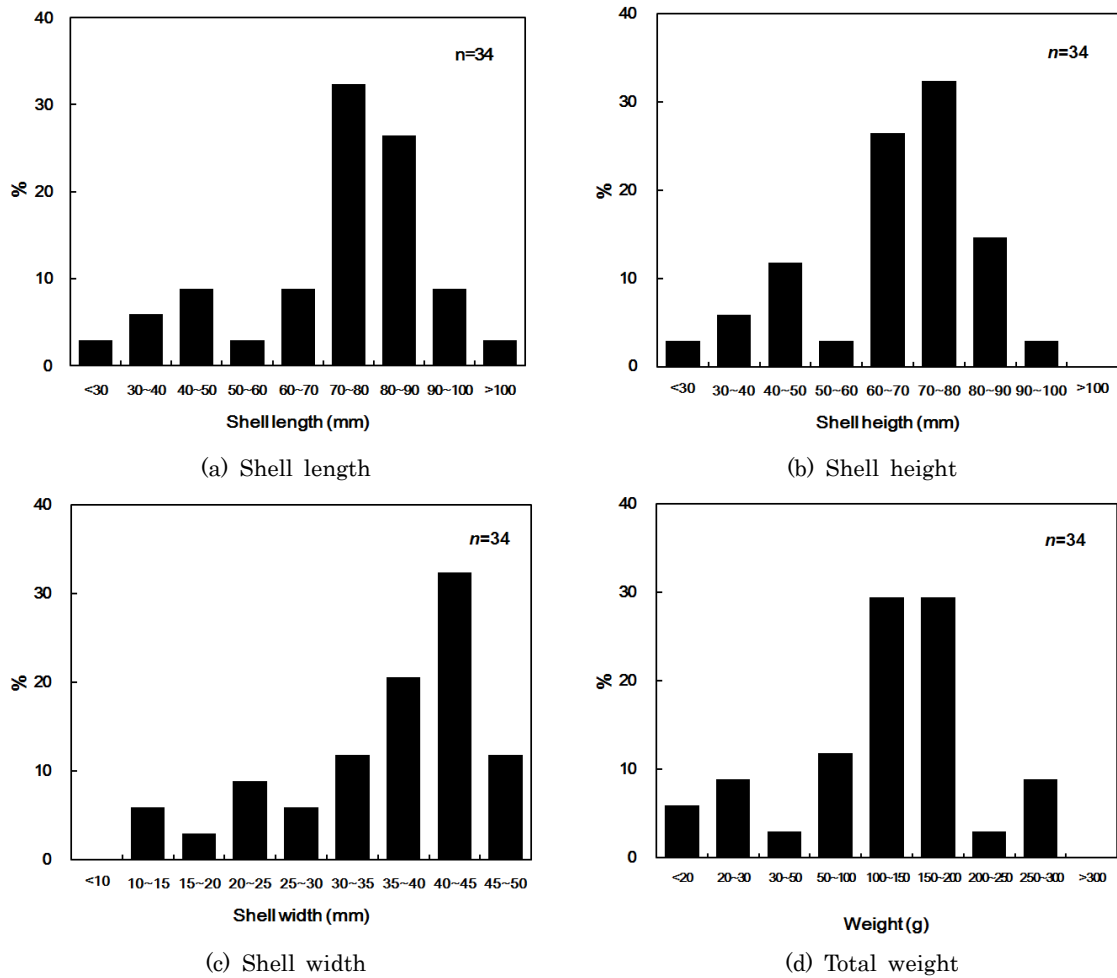 40
30
20
10
0
%
n=34
<30 30~40 40~50 50~60 60~70 70~80 80~90 90~100 >100
Shell length (mm)
(a) Shell length
40
30
20
10
0
%
n=34
<30 30~40 40~50 50~60 60~70 70~80 80~90 90~100 >100
Shell heigth (mm)
(b) Shell height
40
30
20
10
0
%
n=34
<10 10~15 15~20 20~25 25~30 30~35 35~40 40~45 45~50
Shell width (mm)
(c) Shell width
40
30
20
10
0
%
n=34
<20 20~30 30~50 50~100 100~150 150~200 200~250 250~300 >300
Weight (g)
(d) Total weight